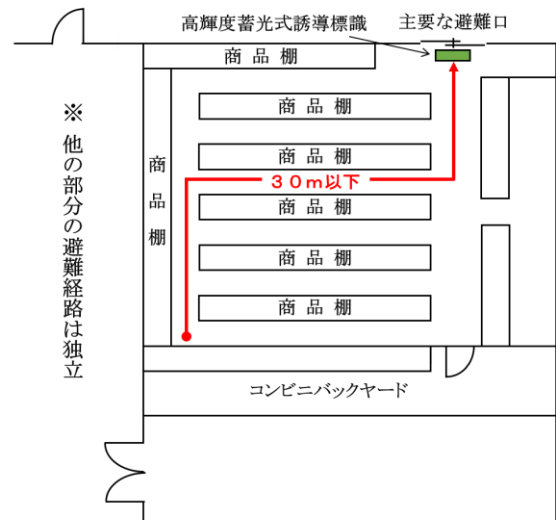 高輝度蓄光式誘導標識
主要な避難口
商品棚
※他の部分の避難経路は独立
商品棚
商品棚
商品棚
30m以下
商品棚
商品棚
商品棚
コンビニバックヤード